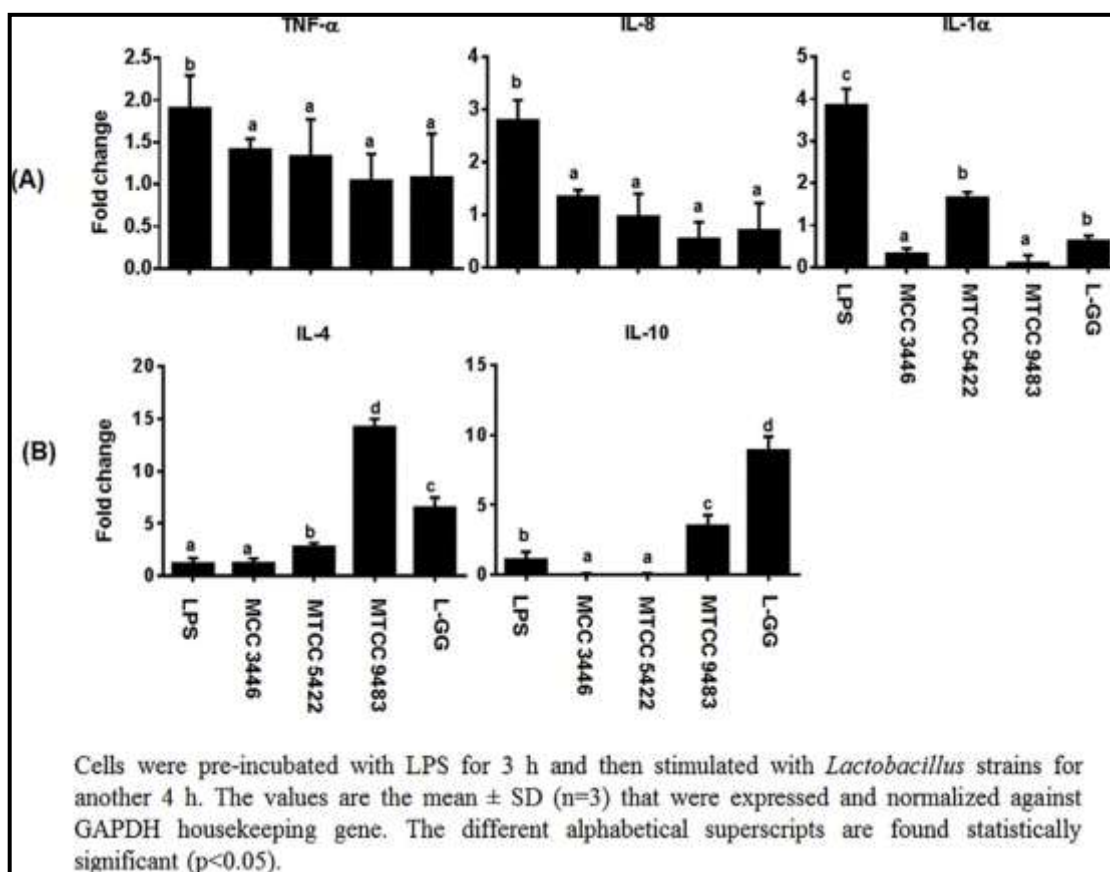 TNF-α IL-8 IL-1α
(A)
Fold change
2.5
2.0
1.5
1.0
0.5
0.0
b a a a a
4
3
2
1
0
b a a a a
5
4
3
2
1
0
c a b a b
LPS
MCC 3446
MTCC 5422
MTCC 9483
L-GG
IL-4 IL-10
(B)
Fold change
20
15
10
5
0
a a b d c
15
10
5
0
b a a c d
LPS
MCC 3446
MTCC 5422
MTCC 9483
L-GG
LPS
MCC 3446
MTCC 5422
MTCC 9483
L-GG
Cells were pre-incubated with LPS for 3 h and then stimulated with Lactobacillus strains for
another 4 h. The values are the mean ± SD (n=3) that were expressed and normalized against
GAPDH housekeeping gene. The different alphabetical superscripts are found statistically
significant (p<0.05).